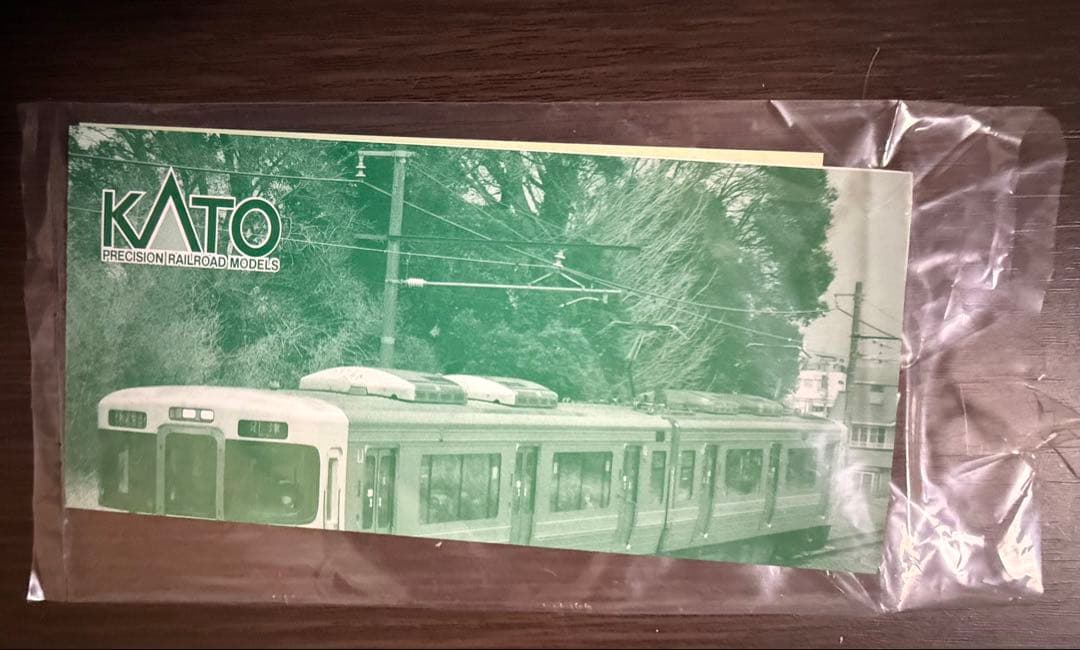 KATO
PRECISION RAILROAD MODELS